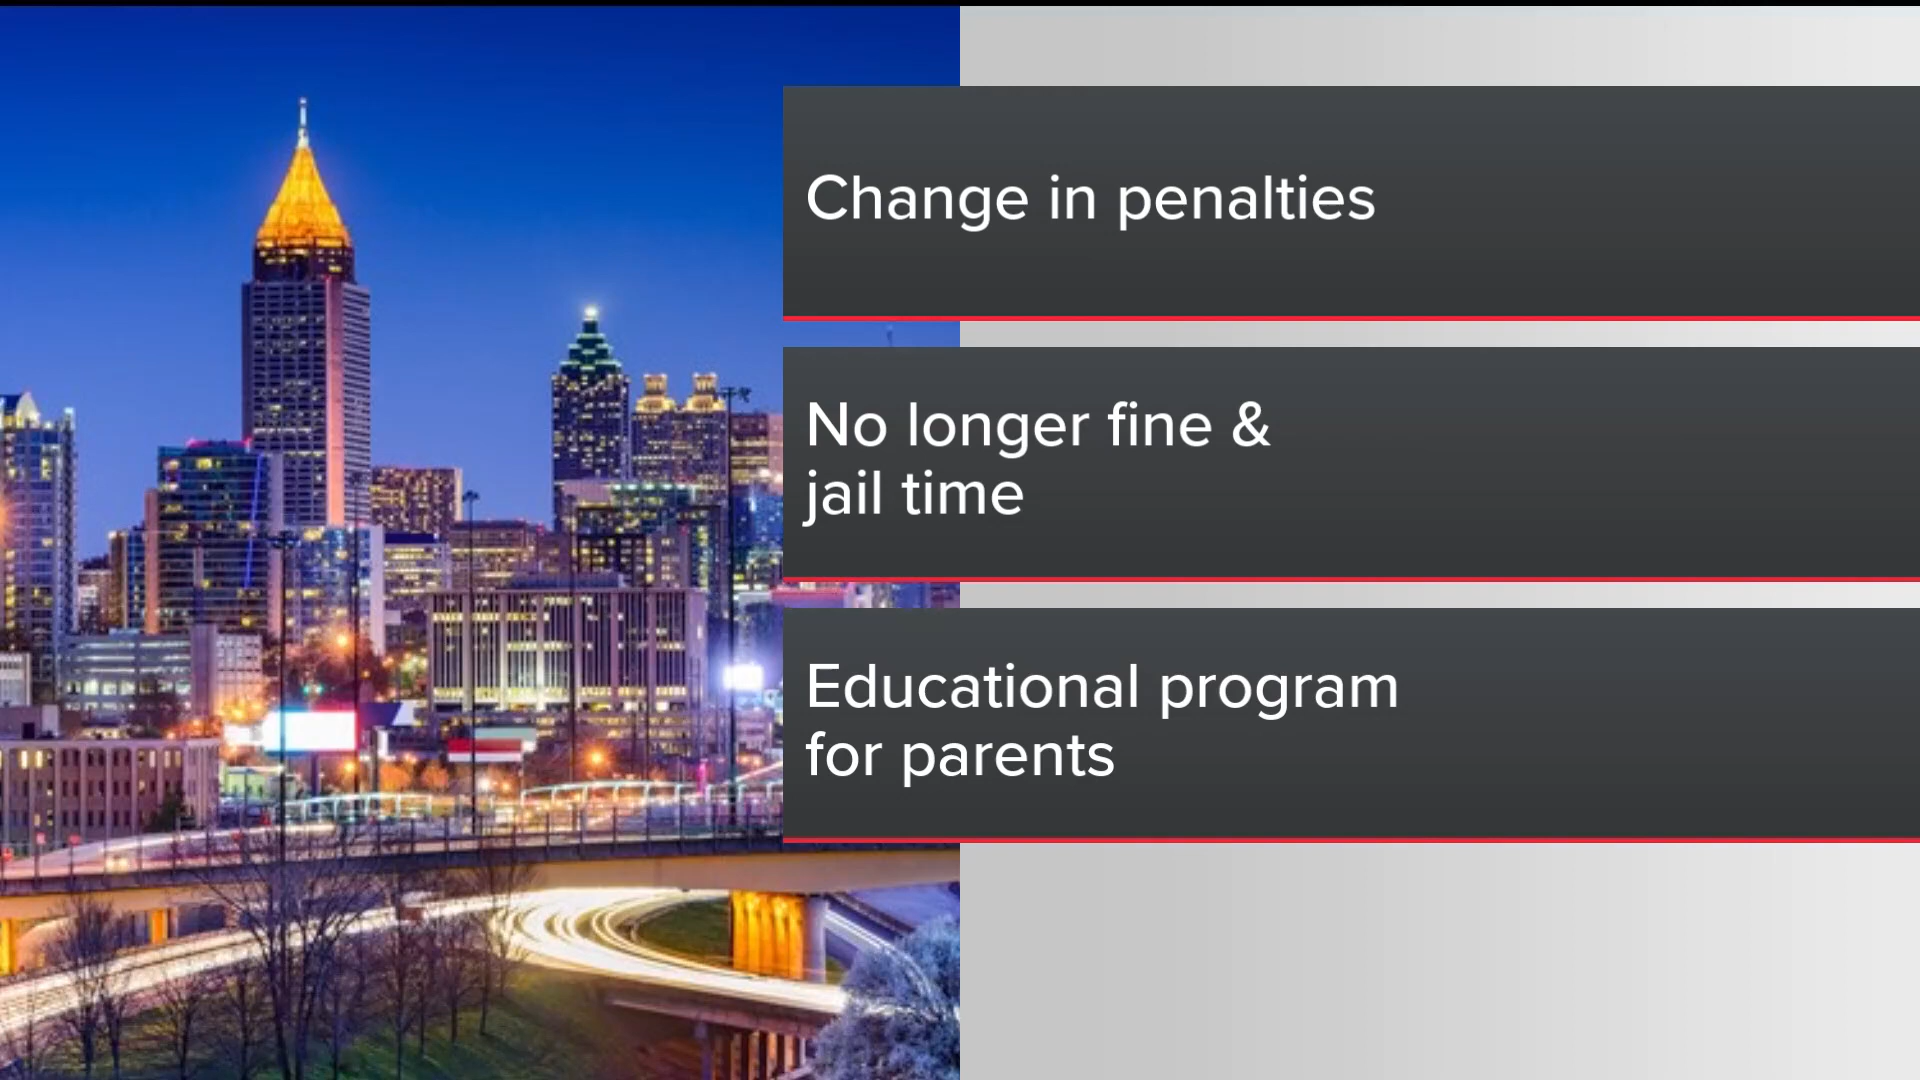 Change in penalties
No longer fine &
jail time
Educational program
for parents